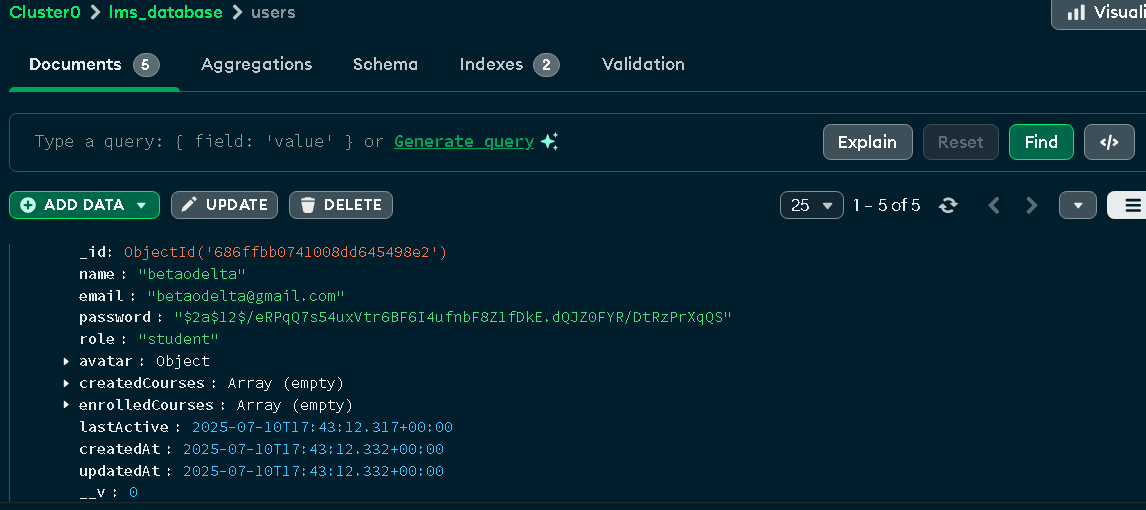 Cluster0 > lms_database > users
Visuali
Documents 5 Aggregations Schema Indexes 2 Validation
Type a query: { field: 'value' } or Generate query
Explain Reset Find </>
ADD DATA UPDATE DELETE 25 1 – 5 of 5
_id: ObjectId('686ffbb0741008dd645498e2')
name : "betaodelta"
email : "betaodelta@gmail.com"
password : "$2a$12$/eRPqQ7s54uxVtr6BF6I4ufnbF8ZlfDkE.dQJZ0FYR/DtRzPrXqQS"
role : "student"
avatar : Object
createdCourses : Array (empty)
enrolledCourses : Array (empty)
lastActive : 2025-07-10T17:43:12.317+00:00
createdAt : 2025-07-10T17:43:12.332+00:00
updatedAt : 2025-07-10T17:43:12.332+00:00
__v : 0